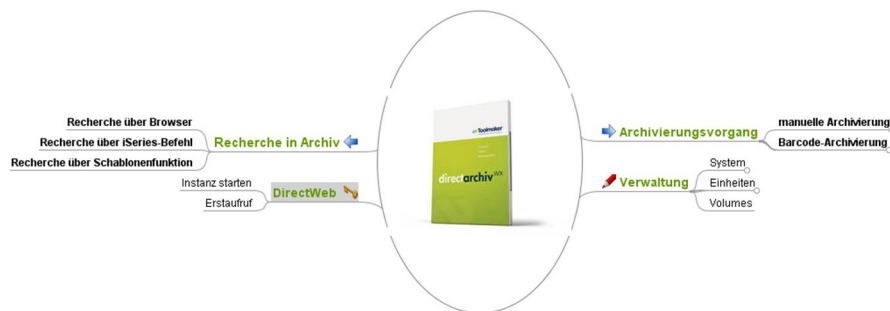 Recherche über Browser
Recherche über iSeries-Befehl
Recherche über Schablonenfunktion
Recherche in Archiv
Instanz starten
Erstaufruf
DirectWeb
Toolmaker
directarchiv WX
Archivierungsvorgang
manuelle Archivierung
Barcode-Archivierung
Verwaltung
System
Einheiten
Volumes